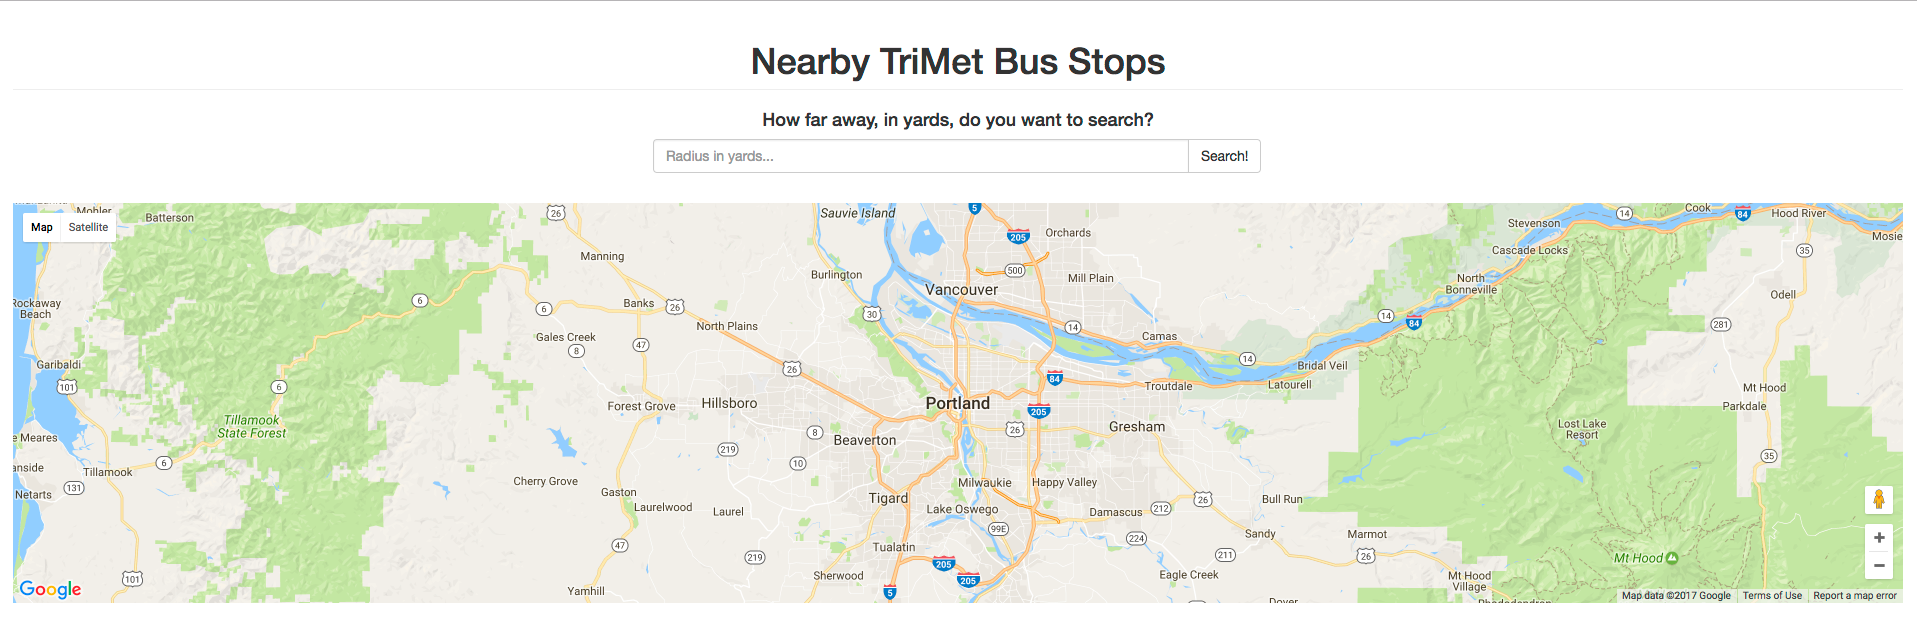 Nearby TriMet Bus Stops
How far away, in yards, do you want to search?
Radius in yards...
Search!
Map
Satellite
Mohler
Batterson
26
Sauvie Island
5
205
Orchards
Stevenson
14
Cook
84
Hood River
Mosie
Manning
Burlington
500
Mill Plain
Cascade Locks
35
Rockaway
Beach
6
6
Banks
26
Vancouver
North
Bonneville
Odell
North Plains
30
14
14
84
281
Gales Creek
8
47
Camas
14
Bridal Veil
Garibaldi
101
6
26
84
Troutdale
Latourell
Mt Hood
Parkdale
Forest Grove
Hillsboro
Portland
205
Tillamook
State Forest
8
Beaverton
26
Gresham
Lost Lake
Resort
e Meares
anside
Tillamook
6
219
10
35
Netarts
131
Cherry Grove
Gaston
Laurelwood
Laurel
Tigard
Milwaukie
Happy Valley
Lake Oswego
99E
Damascus
212
26
Bull Run
47
219
Tualatin
205
224
211
Sandy
Marmot
26
Mt Hood
101
Yamhill
Sherwood
5
205
Eagle Creek
Dover
Mt Hood
Village
Rhododendron
Google
Map data ©2017 Google
Terms of Use
Report a map error